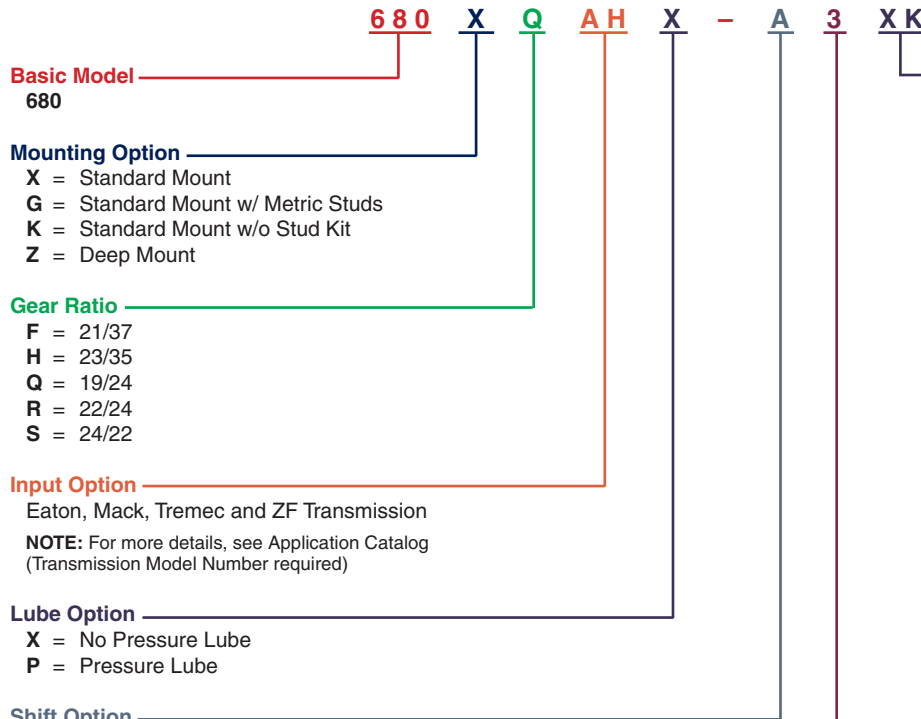 680 X Q AH X – A 3 XK
Basic Model
680
Mounting Option
X = Standard Mount
G = Standard Mount w/ Metric Studs
K = Standard Mount w/o Stud Kit
Z = Deep Mount
Gear Ratio
F = 21/37
H = 23/35
Q = 19/24
R = 22/24
S = 24/22
Input Option
Eaton, Mack, Tremec and ZF Transmission
NOTE: For more details, see Application Catalog
(Transmission Model Number required)
Lube Option
X = No Pressure Lube
P = Pressure Lube
Shift Option